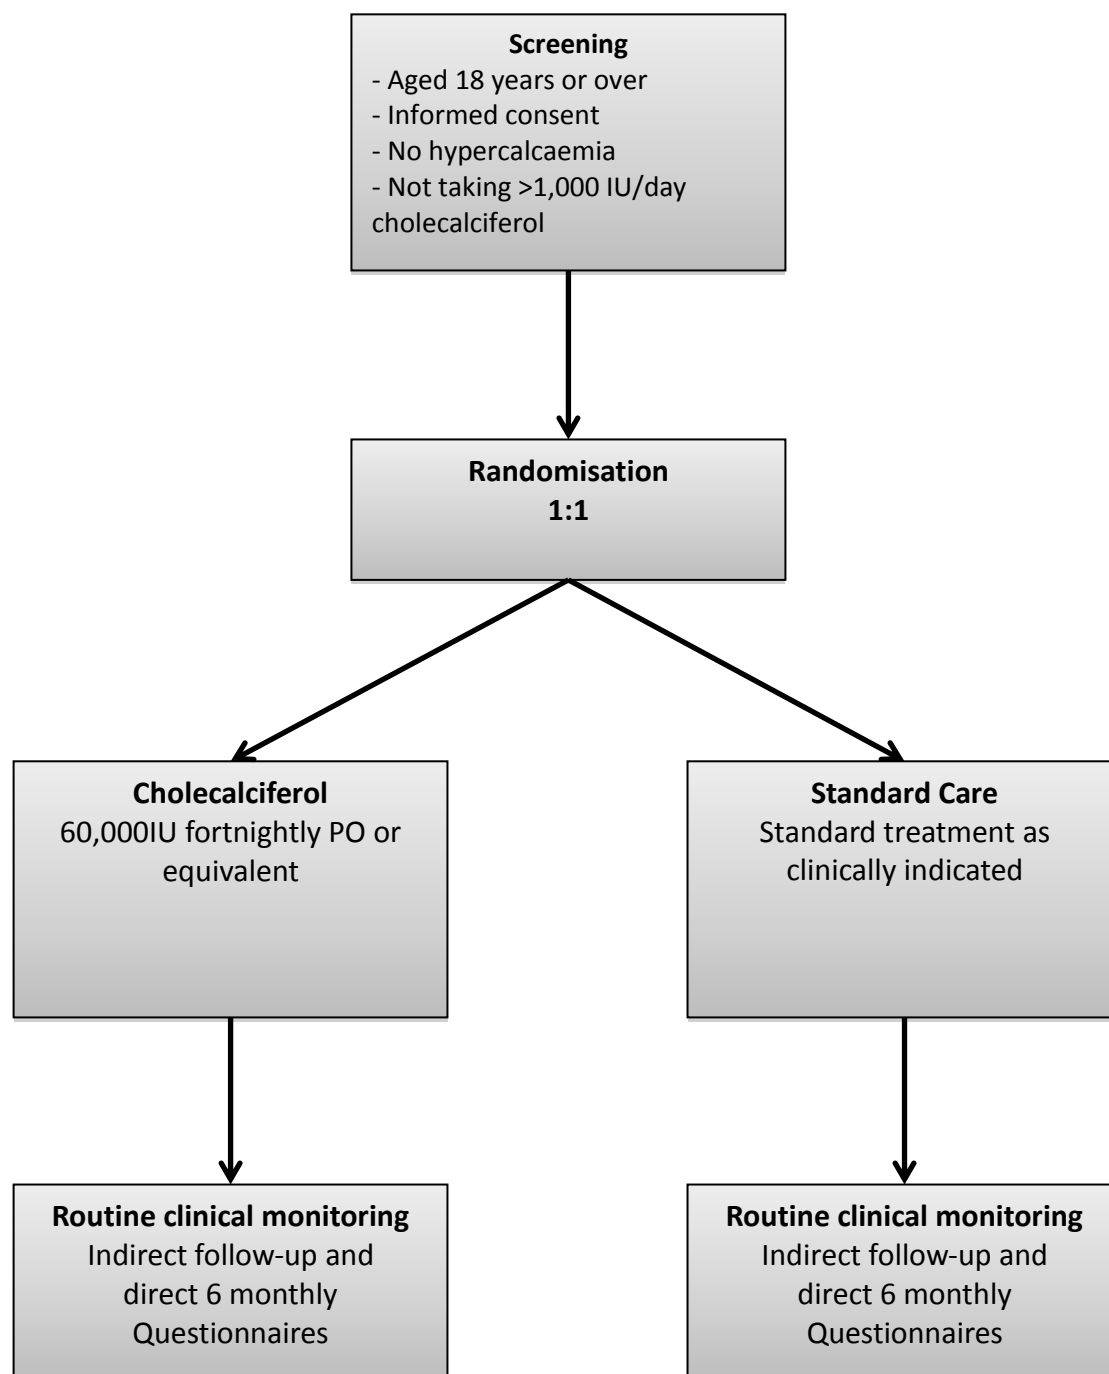 Screening
- Aged 18 years or over
- Informed consent
- No hypercalcaemia
- Not taking >1,000 IU/day
cholecalciferol
Randomisation
1:1
Cholecalciferol
60,000IU fortnightly PO or
equivalent
Standard Care
Standard treatment as
clinically indicated
Routine clinical monitoring
Indirect follow-up and
direct 6 monthly
Questionnaires
Routine clinical monitoring
Indirect follow-up and
direct 6 monthly
Questionnaires